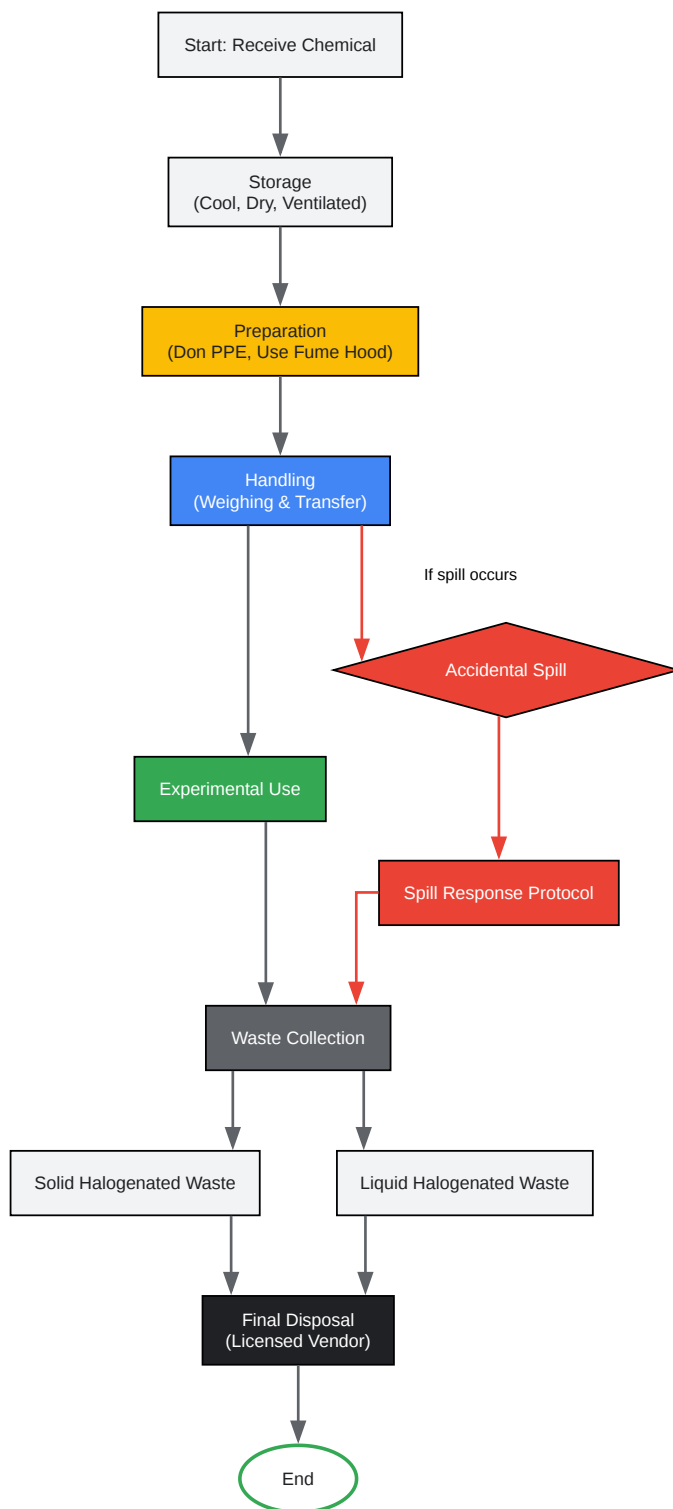 Start: Receive Chemical
Storage
(Cool, Dry, Ventilated)
Preparation
(Don PPE, Use Fume Hood)
Handling
(Weighing & Transfer)
If spill occurs
Accidental Spill
Experimental Use
Spill Response Protocol
Waste Collection
Solid Halogenated Waste
Liquid Halogenated Waste
Final Disposal
(Licensed Vendor)
End